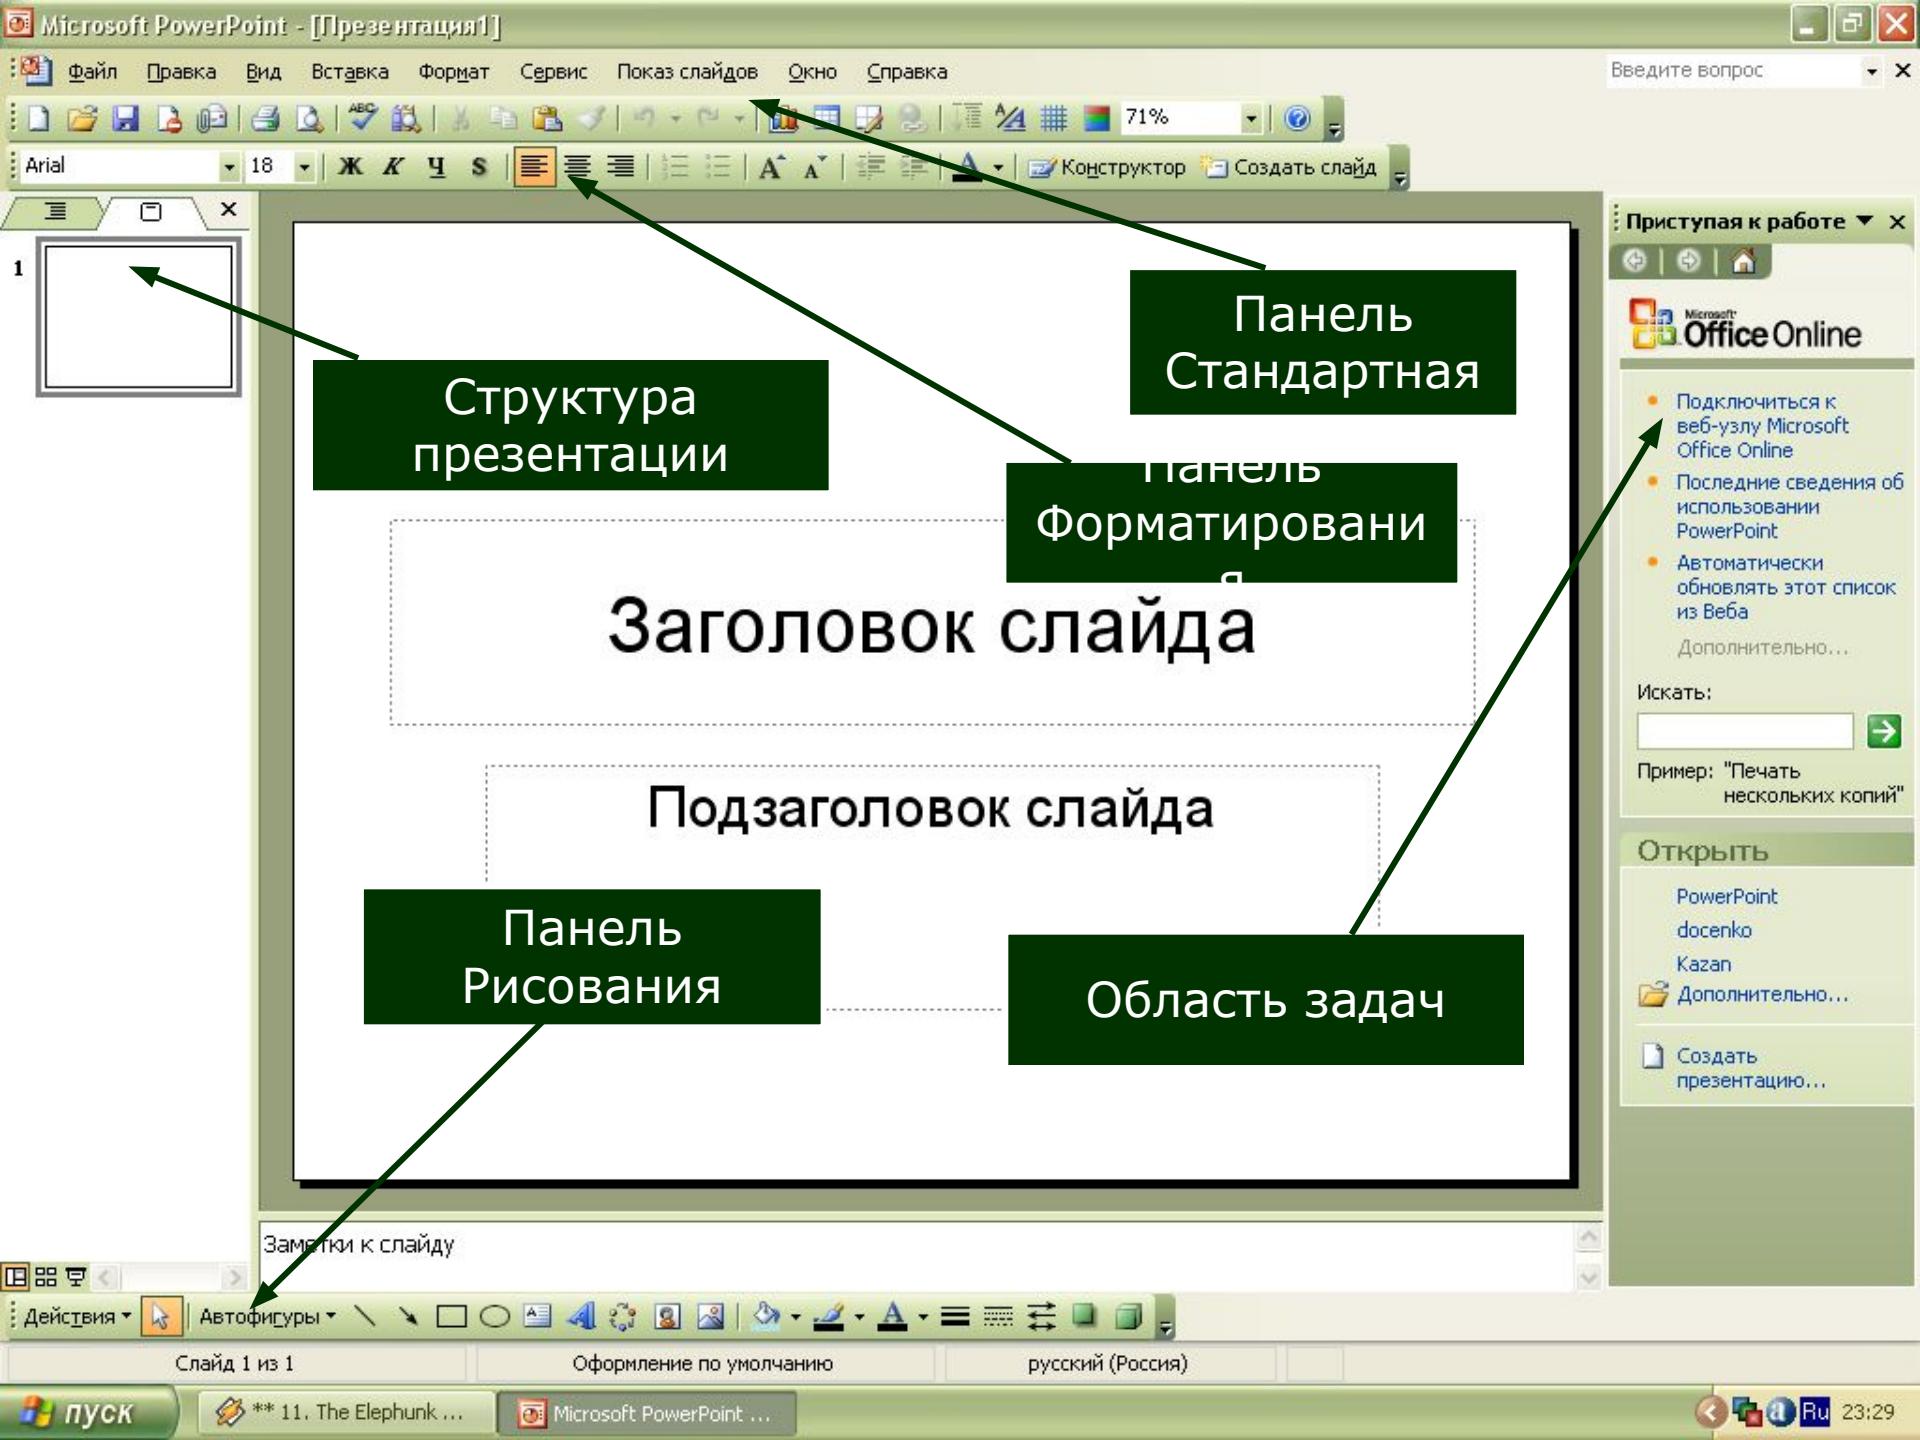 Microsoft PowerPoint - [Презентация1]
Файл Правка Вид Вставка Формат Сервис Показ слайдов Окно Справка Введите вопрос
ABC 71%
Arial 18 Ж К Ч S A A A Конструктор Создать слайд
1
Приступая к работе
Microsoft
Office Online
Панель
Стандартная
Структура
презентации
Панель
Форматировани
я
Подключиться к
веб-узлу Microsoft
Office Online
Последние сведения об
использовании
PowerPoint
Автоматически
обновлять этот список
из Веба
Дополнительно...
Искать:
Пример: "Печать
нескольких копий"
Заголовок слайда
Подзаголовок слайда
Панель
Рисования
Область задач
Открыть
PowerPoint
docenko
Kazan
Дополнительно...
Создать
презентацию...
Заметки к слайду
Действия Автофигуры
Слайд 1 из 1 Оформление по умолчанию русский (Россия)
пуск ** 11. The Elephunk ... Microsoft PowerPoint ... Ru 23:29